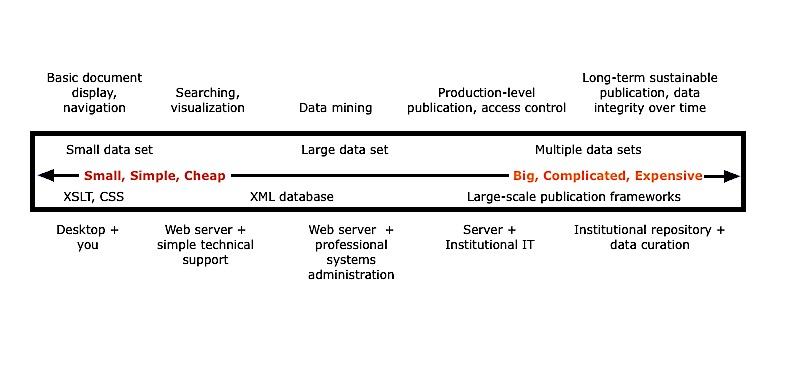 Basic document
display,
navigation
Searching,
visualization
Data mining
Production-level
publication, access control
Long-term sustainable
publication, data
integrity over time
Small data set
Large data set
Multiple data sets
Small, Simple, Cheap
Big, Complicated, Expensive
XSLT, CSS
XML database
Large-scale publication frameworks
Desktop +
you
Web server +
simple technical
support
Web server +
professional
systems
administration
Server +
Institutional IT
Institutional repository +
data curation